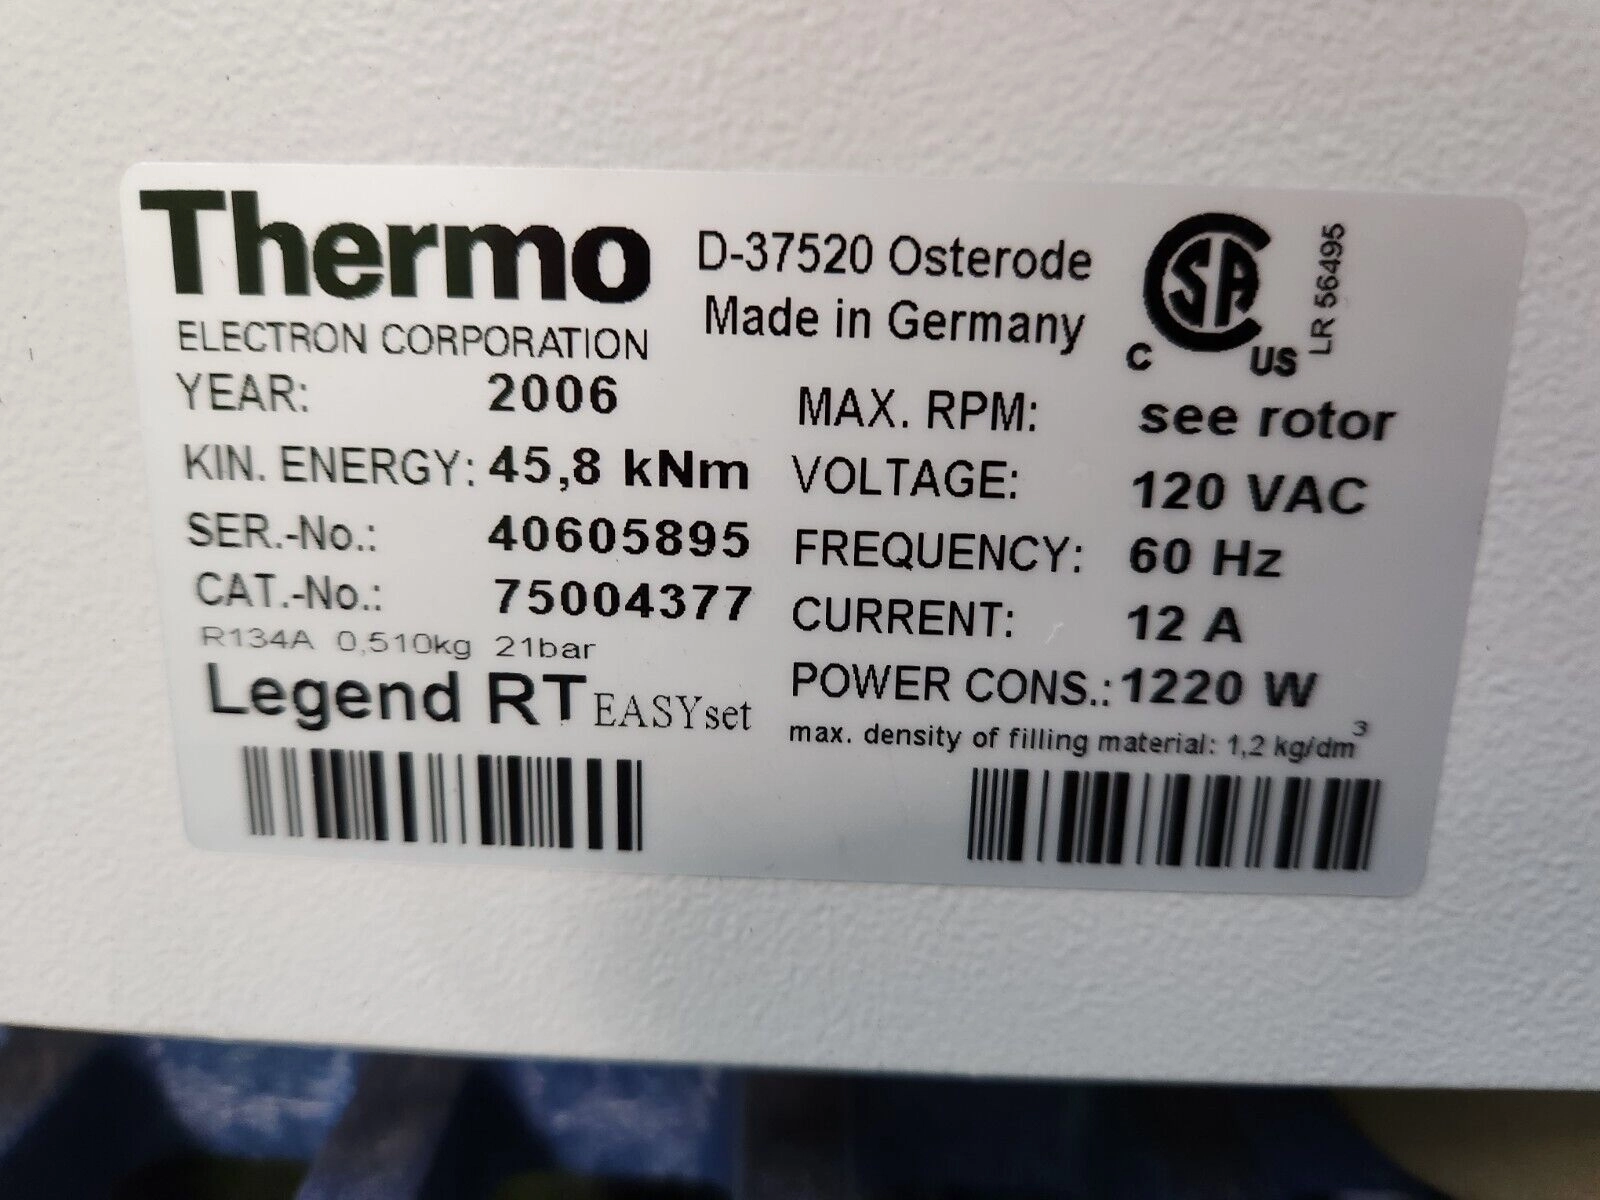 Thermo
ELECTRON CORPORATION
D-37520 Osterode
Made in Germany
C SA US
LR 56495
YEAR: 2006
KIN. ENERGY: 45,8 kNm
SER.-No.: 40605895
CAT.-No.: 75004377
R134A 0,510kg 21bar
Legend RT EASYset
MAX. RPM: see rotor
VOLTAGE: 120 VAC
FREQUENCY: 60 Hz
CURRENT: 12 A
POWER CONS.: 1220 W
max. density of filling material: 1,2 kg/dm³